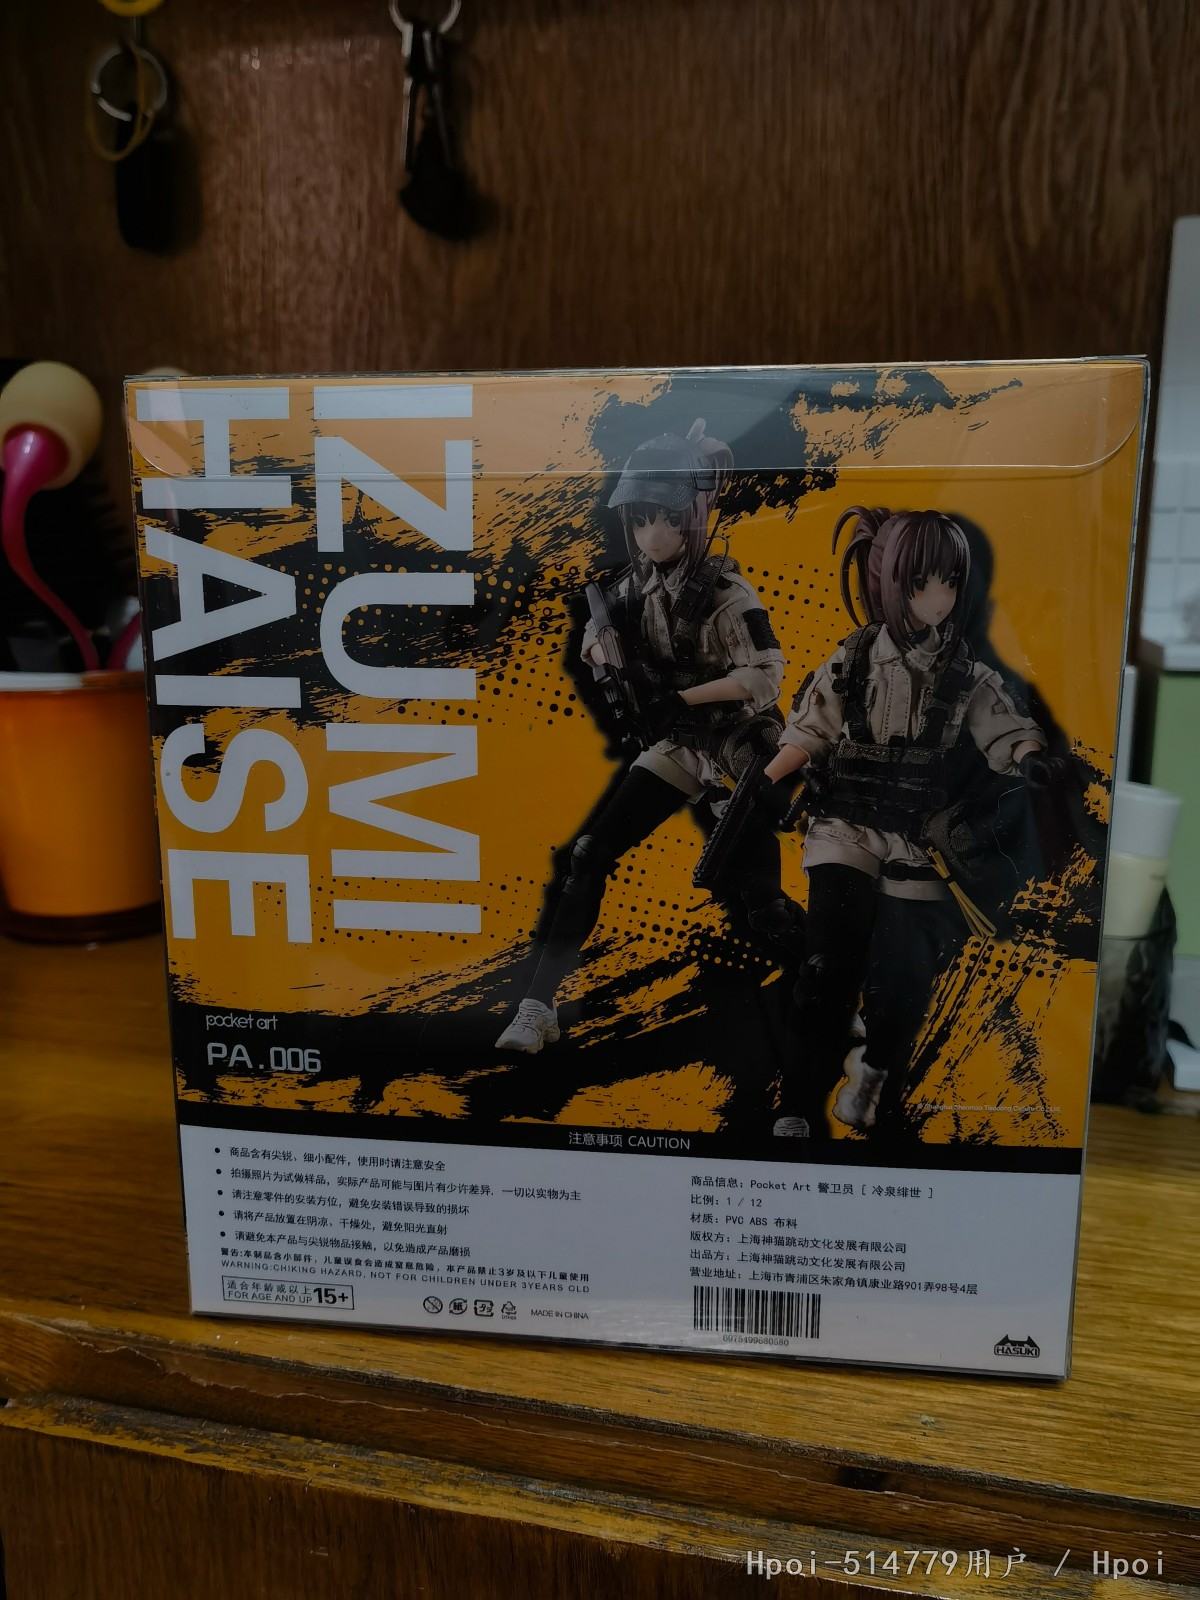 IZUMI
HAISE
pocket art
PA.006
© Shanghai Shenmao Tiaodong Culture Co., Ltd.
注意事项 CAUTION
● 商品含有尖锐、细小配件，使用时请注意安全
● 拍摄照片为试做样品，实际产品可能与图片有少许差异，一切以实物为主
● 请注意零件的安装方位，避免安装错误导致的损坏
● 请将产品放置在阴凉、干燥处，避免阳光直射
● 请避免本产品与尖锐物品接触，以免造成产品磨损
警告:本制品含小部件，儿童误食会造成窒息危险，本产品禁止3岁及以下儿童使用
WARNING:CHIKING HAZARD, NOT FOR CHILDREN UNDER 3YEARS OLD
适合年龄或以上
FOR AGE AND UP 15+
MADE IN CHINA
商品信息: Pocket Art 警卫员 [ 冷泉绯世 ]
比例: 1 / 12
材质: PVC ABS 布料
版权方: 上海神猫跳动文化发展有限公司
出品方: 上海神猫跳动文化发展有限公司
营业地址: 上海市青浦区朱家角镇康业路901弄98号4层
6975499680580
HASUKI
Hpoi-514779用户 / Hpoi